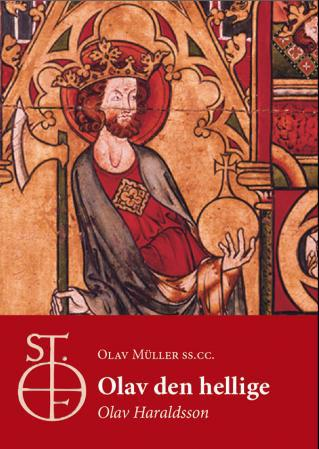 ST.
OLAV MÜLLER SS.CC.
Olav den hellige
Olav Haraldsson